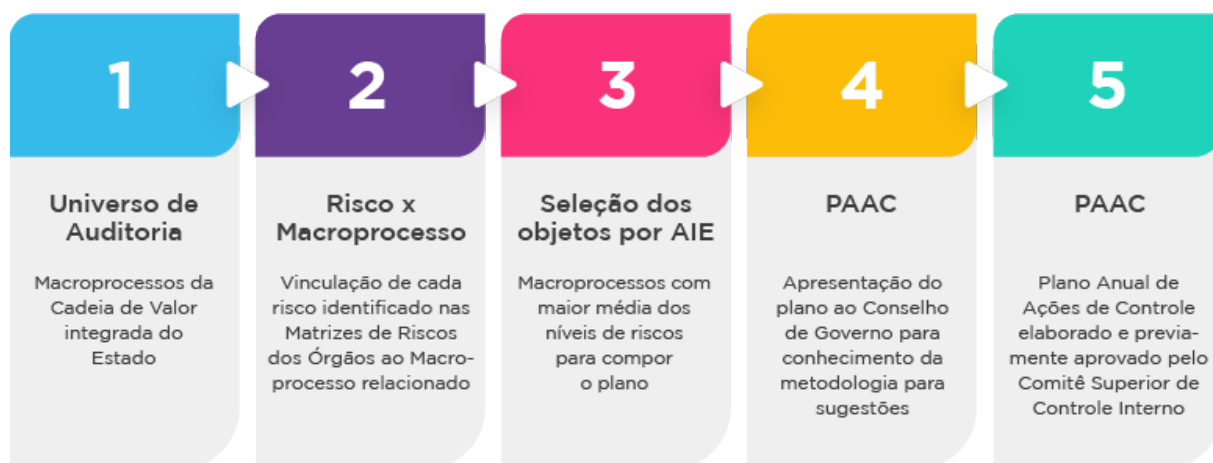 1
Universo de
Auditoria
Macroprocessos da
Cadeia de Valor
integrada do
Estado
2
Risco x
Macroprocesso
Vinculação de cada
risco identificado nas
Matrizes de Riscos
dos Órgãos ao Macro-
processo relacionado
3
Seleção dos
objetos por AIE
Macroprocessos com
maior média dos
níveis de riscos
para compor
o plano
4
PAAC
Apresentação do
plano ao Conselho
de Governo para
conhecimento da
metodologia para
sugestões
5
PAAC
Plano Anual de
Ações de Controle
elaborado e previa-
mente aprovado pelo
Comitê Superior de
Controle Interno